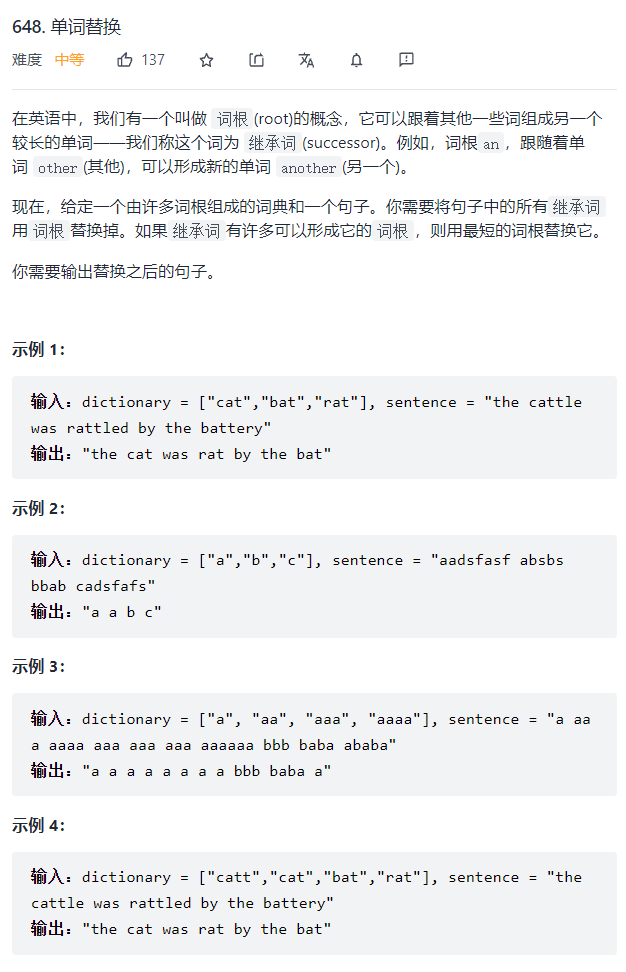 648. 单词替换
难度 中等 137
在英语中，我们有一个叫做 词根 (root)的概念，它可以跟着其他一些词组成另一个
较长的单词——我们称这个词为 继承词 (successor)。例如，词根 an ，跟随着单
词 other (其他)，可以形成新的单词 another (另一个)。
现在，给定一个由许多词根组成的词典和一个句子。你需要将句子中的所有 继承词
用 词根 替换掉。如果 继承词 有许多可以形成它的 词根 ，则用最短的词根替换它。
你需要输出替换之后的句子。
示例 1：
输入：dictionary = ["cat","bat","rat"], sentence = "the cattle
was rattled by the battery"
输出："the cat was rat by the bat"
示例 2：
输入：dictionary = ["a","b","c"], sentence = "aadsfasf absbs
bbab cadsfafs"
输出："a a b c"
示例 3：
输入：dictionary = ["a", "aa", "aaa", "aaaa"], sentence = "a aa
a aaaa aaa aaa aaa aaaaaa bbb baba ababa"
输出："a a a a a a a a bbb baba a"
示例 4：
输入：dictionary = ["catt","cat","bat","rat"], sentence = "the
cattle was rattled by the battery"
输出："the cat was rat by the bat"